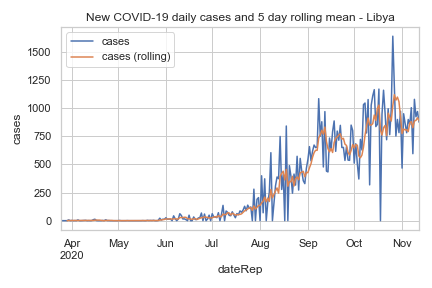 New COVID-19 daily cases and 5 day rolling mean - Libya
cases
cases (rolling)
cases
1500
1250
1000
750
500
250
0
Apr
2020
May
Jun
Jul
Aug
Sep
Oct
Nov
dateRep